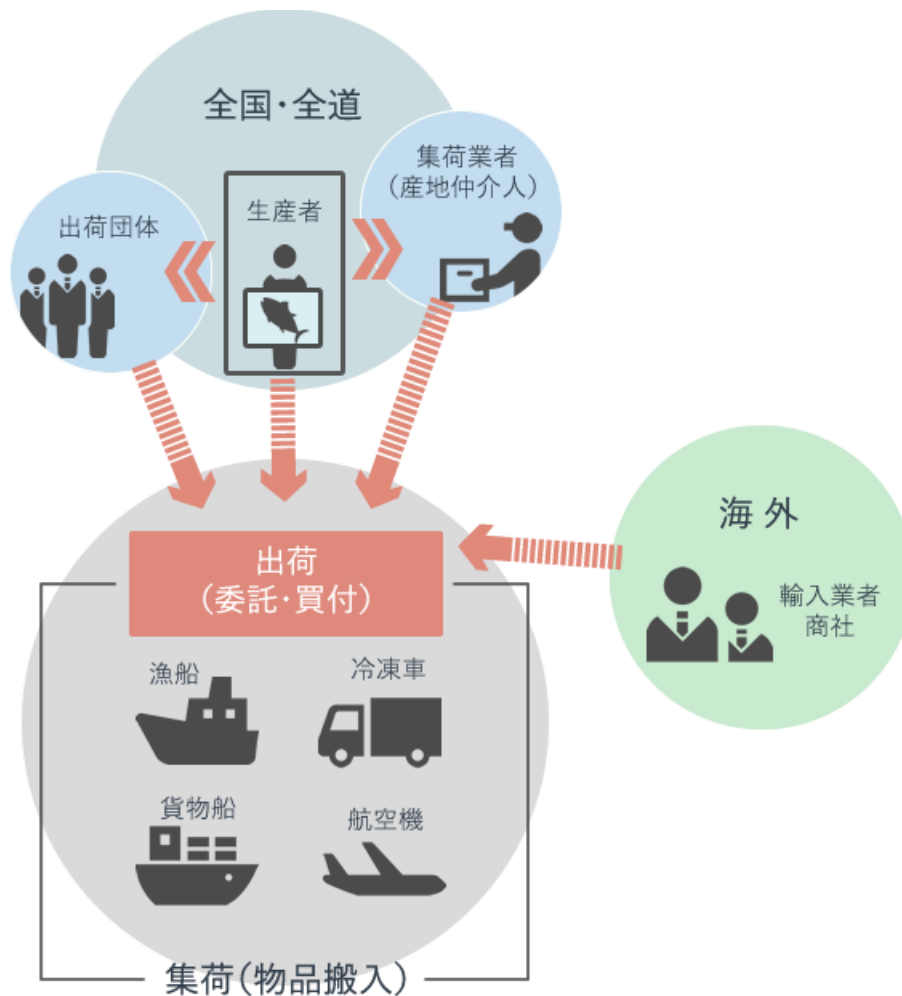 全国・全道
集荷業者
（産地仲介人）
生産者
出荷団体
海外
輸入業者
商社
出荷
（委託・買付）
漁船
冷凍車
貨物船
航空機
集荷（物品搬入）